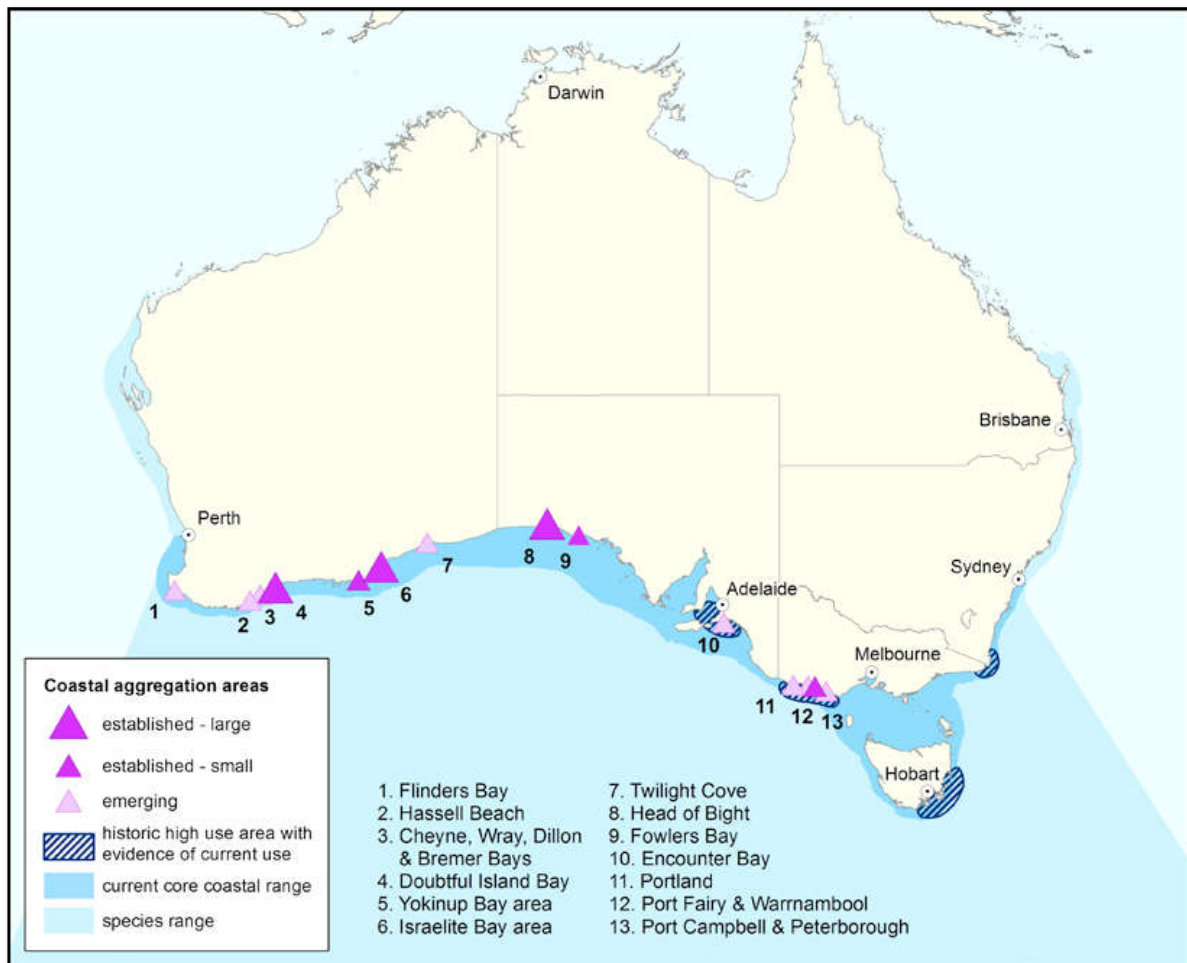 Darwin
Brisbane
Perth
Sydney
Adelaide
Melbourne
Hobart
1
2
3
4
5
6
7
8
9
10
11
12
13
Coastal aggregation areas
established - large
established - small
emerging
historic high use area with
evidence of current use
current core coastal range
species range
1. Flinders Bay
2. Hassell Beach
3. Cheyne, Wray, Dillon
& Bremer Bays
4. Doubtful Island Bay
5. Yokinup Bay area
6. Israelite Bay area
7. Twilight Cove
8. Head of Bight
9. Fowlers Bay
10. Encounter Bay
11. Portland
12. Port Fairy & Warrnambool
13. Port Campbell & Peterborough